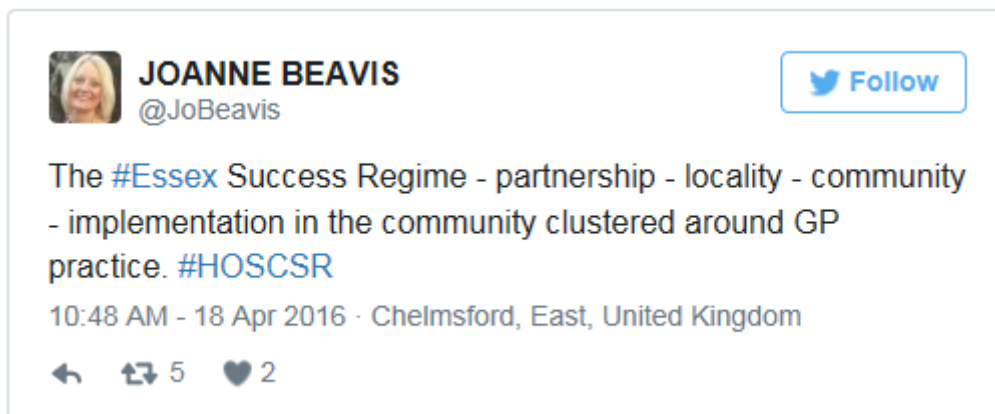 JOANNE BEAVIS
Follow
@JoBeavis
The #Essex Success Regime - partnership - locality - community
- implementation in the community clustered around GP
practice. #HOSCSR
10:48 AM - 18 Apr 2016 · Chelmsford, East, United Kingdom
5 2